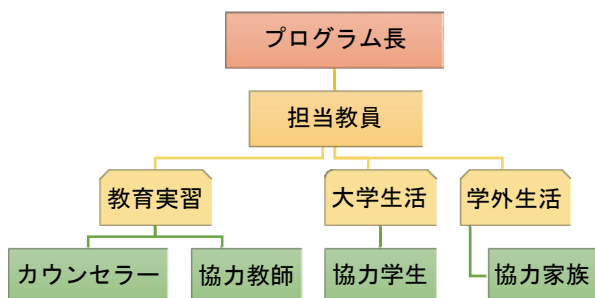 プログラム長
担当教員
教育実習
大学生活
学外生活
カウンセラー
協力教師
協力学生
協力家族